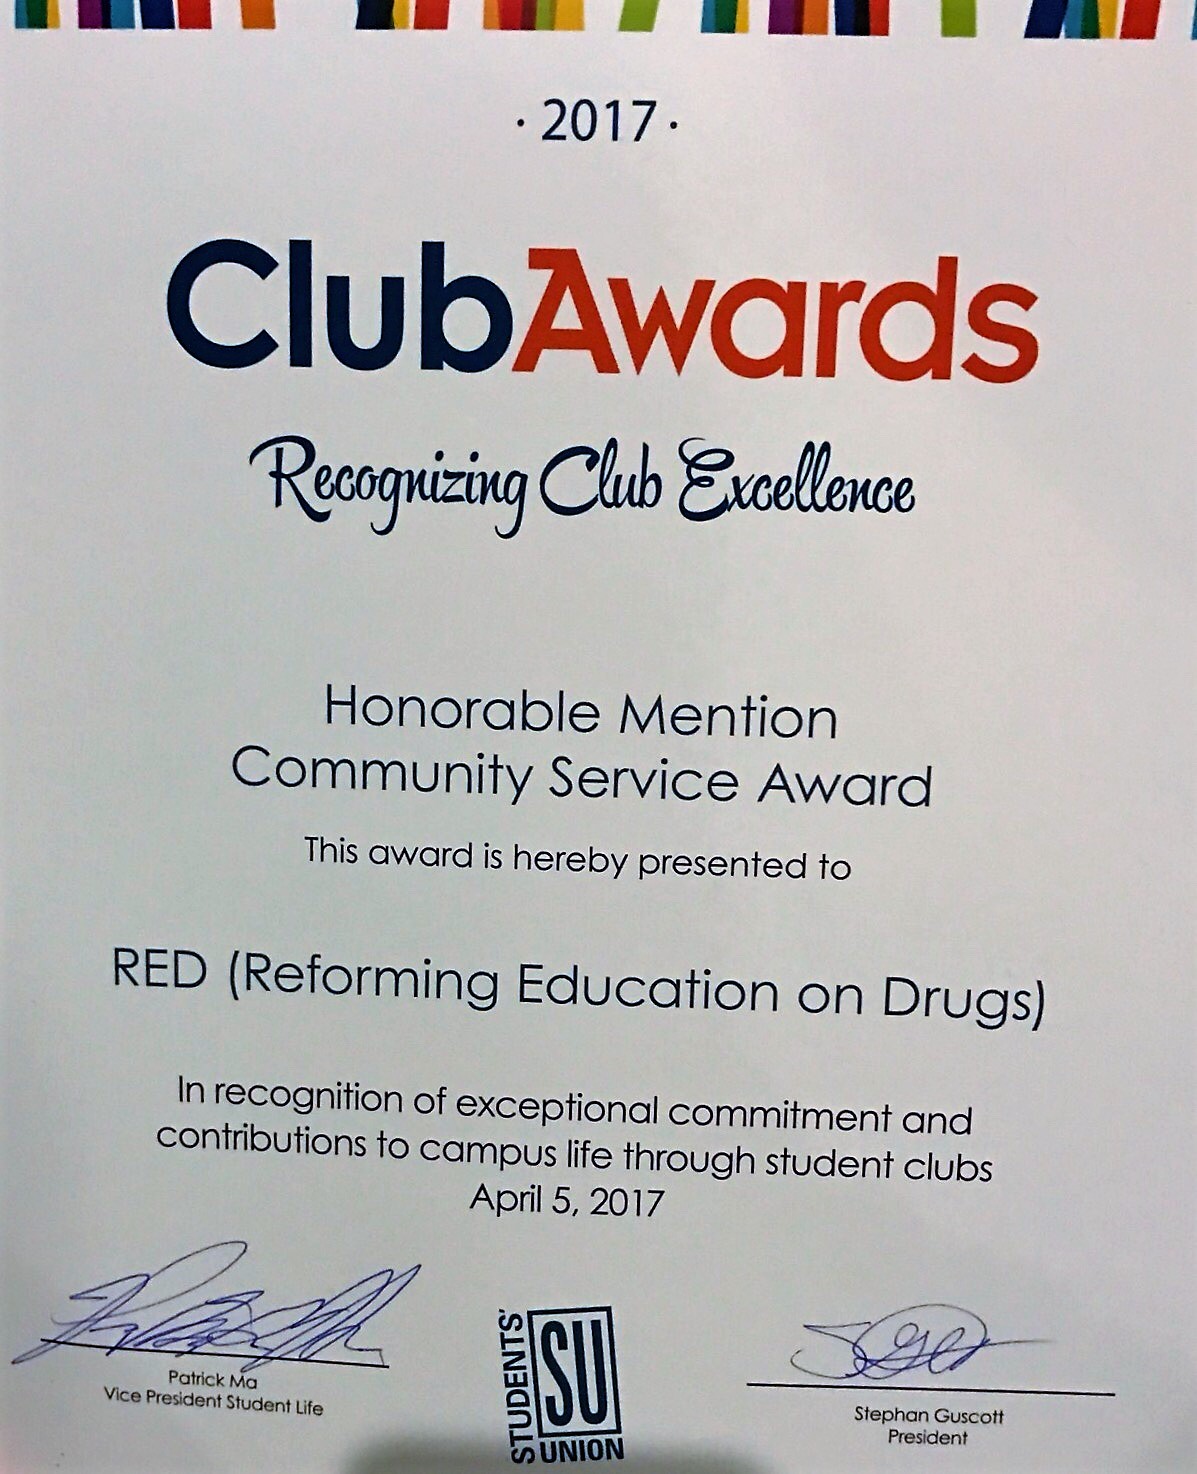 · 2017 ·
ClubAwards
Recognizing Club Excellence
Honorable Mention
Community Service Award
This award is hereby presented to
RED (Reforming Education on Drugs)
In recognition of exceptional commitment and
contributions to campus life through student clubs
April 5, 2017
Patrick Ma
Vice President Student Life
STUDENTS'
SU
UNION
Stephan Guscott
President